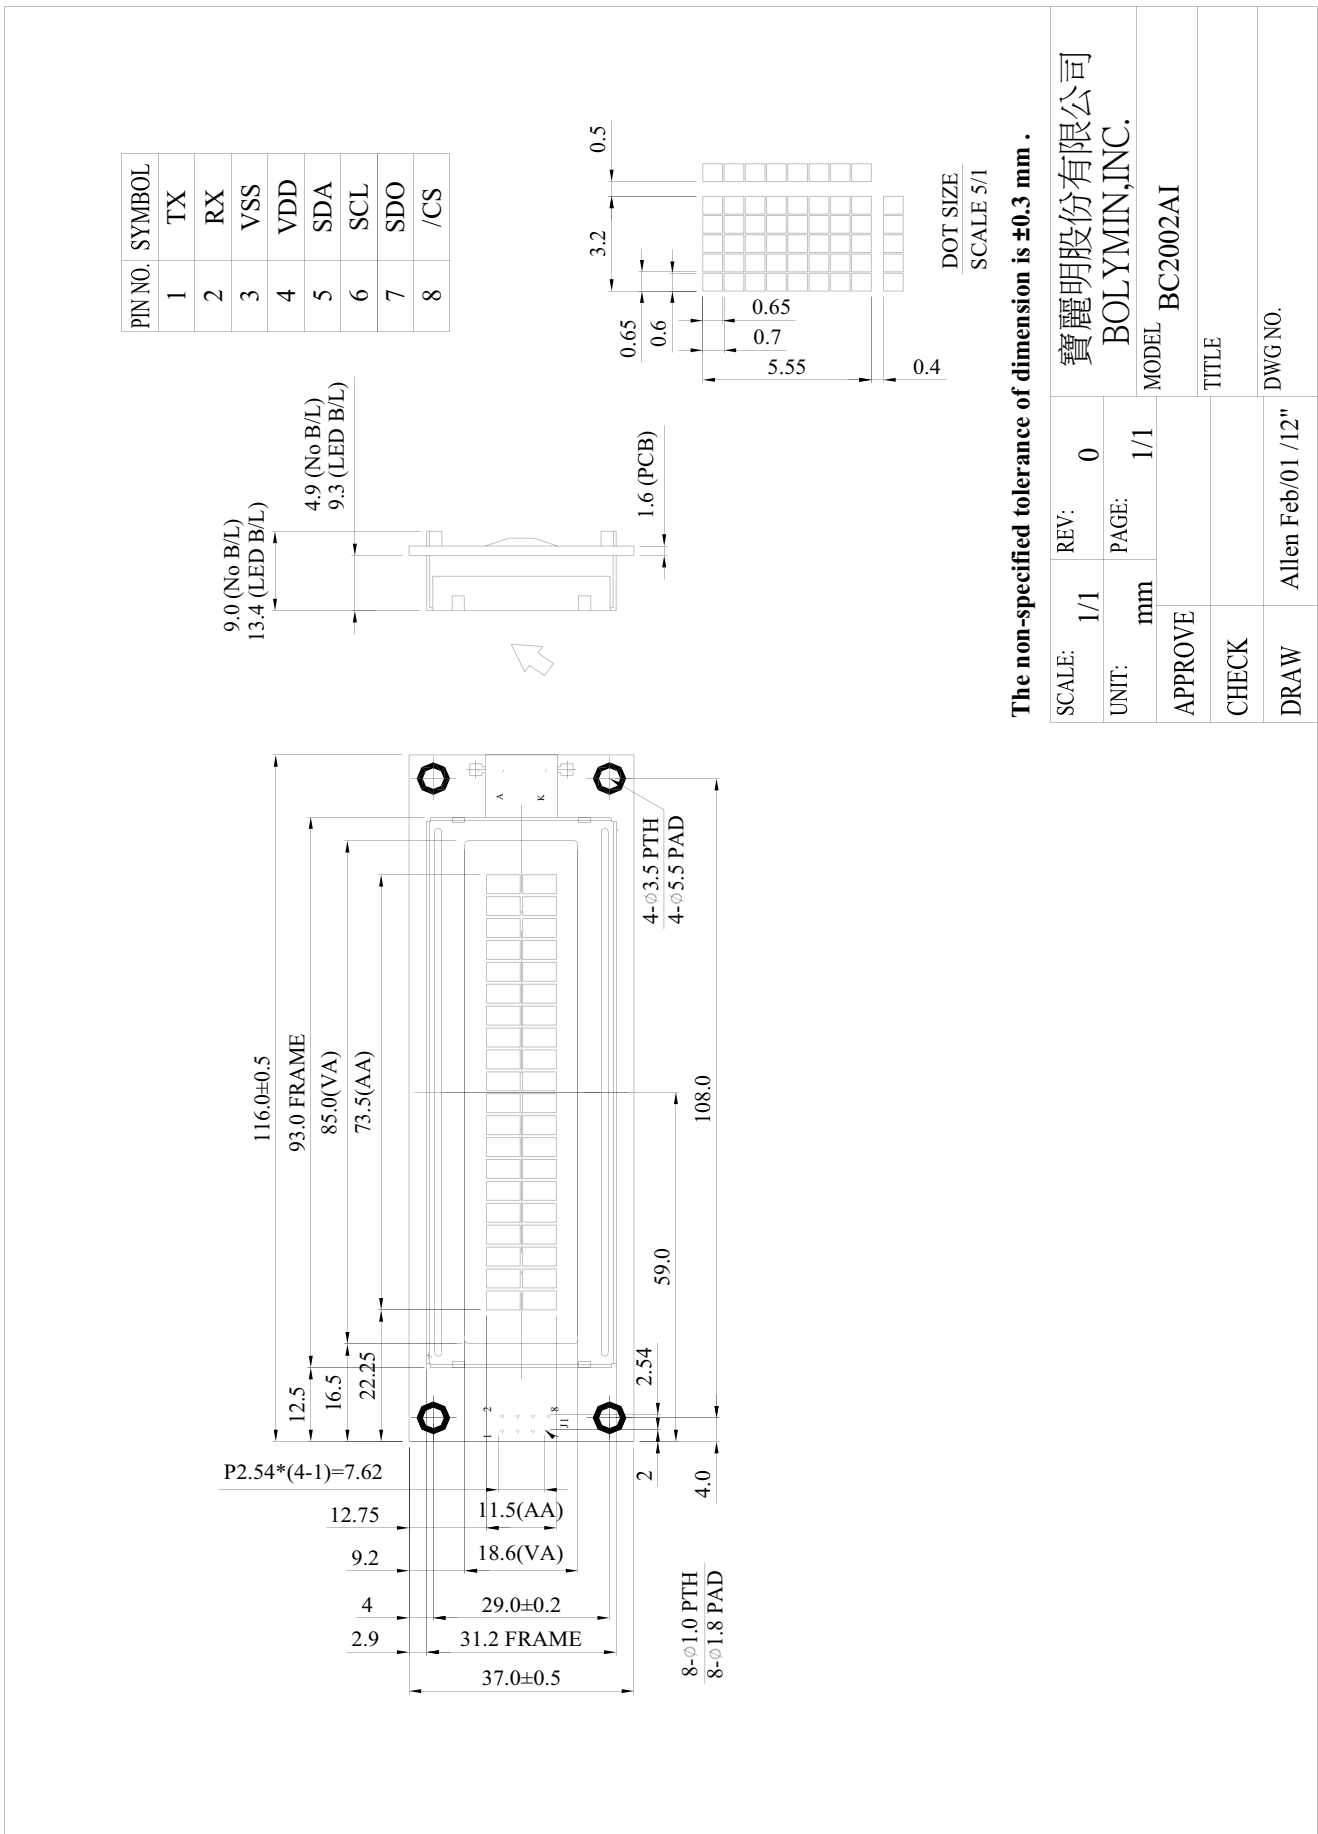 PIN NO. SYMBOL
1 TX
2 RX
3 VSS
4 VDD
5 SDA
6 SCL
7 SDO
8 /CS
9.0 (No B/L)
13.4 (LED B/L)
4.9 (No B/L)
9.3 (LED B/L)
1.6 (PCB)
0.5
3.2
0.65
0.6
0.65
0.7
5.55
0.4
DOT SIZE
SCALE 5/1
116.0±0.5
93.0 FRAME
85.0(VA)
73.5(AA)
12.5
16.5
22.25
A
K
1
2
8
J1
4-⌀3.5 PTH
4-⌀5.5 PAD
108.0
59.0
2.54
2
4.0
P2.54*(4-1)=7.62
12.75
11.5(AA)
9.2
18.6(VA)
4
29.0±0.2
2.9
31.2 FRAME
37.0±0.5
8-⌀1.0 PTH
8-⌀1.8 PAD
The non-specified tolerance of dimension is ±0.3 mm .
SCALE: 1/1
REV: 0
寶麗明股份有限公司
BOLYMIN,INC.
UNIT: mm
PAGE: 1/1
MODEL
BC2002AI
APPROVE
TITLE
CHECK
DRAW
Allen Feb/01 /12"
DWG NO.